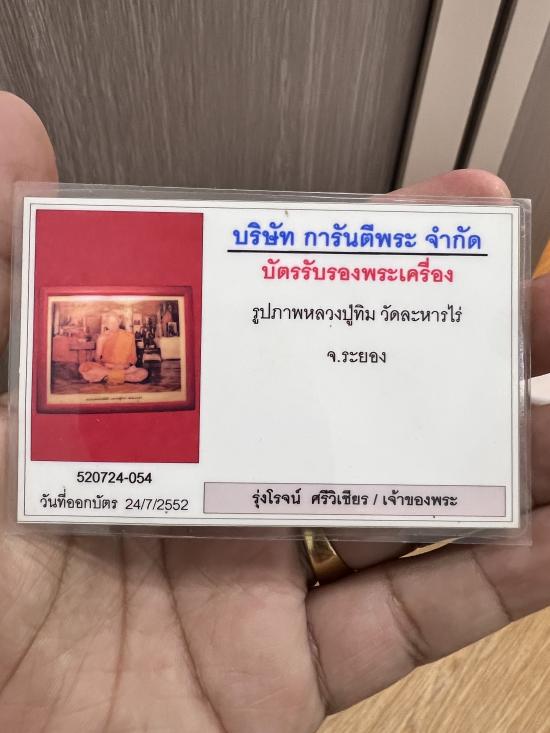 บริษัท การันตีพระ จำกัด
บัตรรับรองพระเครื่อง
รูปภาพหลวงปู่ทิม วัดละหารไร่
จ.ระยอง
520724-054
วันที่ออกบัตร 24/7/2552
รุ่งโรจน์ ศรีวิเชียร / เจ้าของพระ